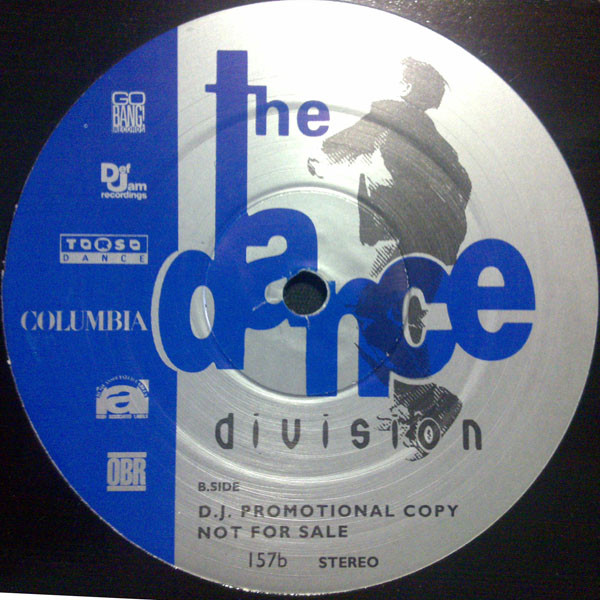 the
dance
division
GO
BANG!
Def
Jam
recordings
TORSO
DANCE
COLUMBIA
a
OBR
B.SIDE
D.J. PROMOTIONAL COPY
NOT FOR SALE
157b STEREO